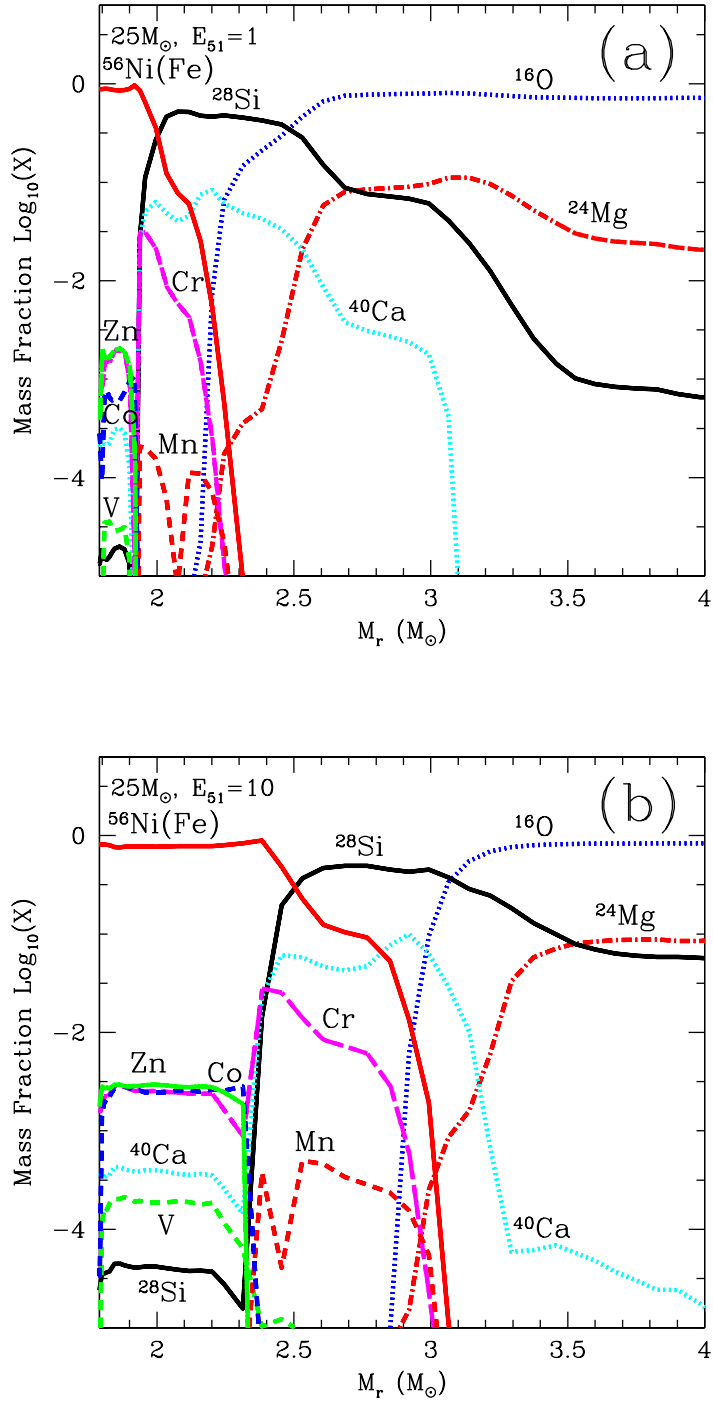 25M⊙, E₅₁=1
(a)
⁵⁶Ni(Fe)
²⁸Si
¹⁶O
²⁴Mg
Cr
⁴⁰Ca
Zn
Co
Mn
V
0
−2
−4
Mass Fraction Log₁₀(X)
2 2.5 3 3.5 4
Mᵣ (M⊙)
25M⊙, E₅₁=10
(b)
⁵⁶Ni(Fe)
²⁸Si
¹⁶O
²⁴Mg
Cr
Zn
Co
⁴⁰Ca
Mn
V
⁴⁰Ca
²⁸Si
0
−2
−4
Mass Fraction Log₁₀(X)
2 2.5 3 3.5 4
Mᵣ (M⊙)